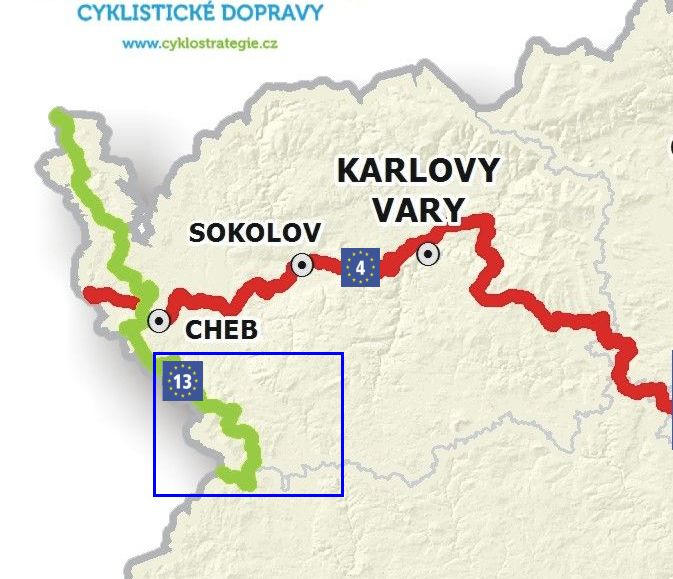 CYKLISTICKÉ DOPRAVY
www.cyklostrategie.cz
KARLOVY
VARY
SOKOLOV
4
CHEB
13